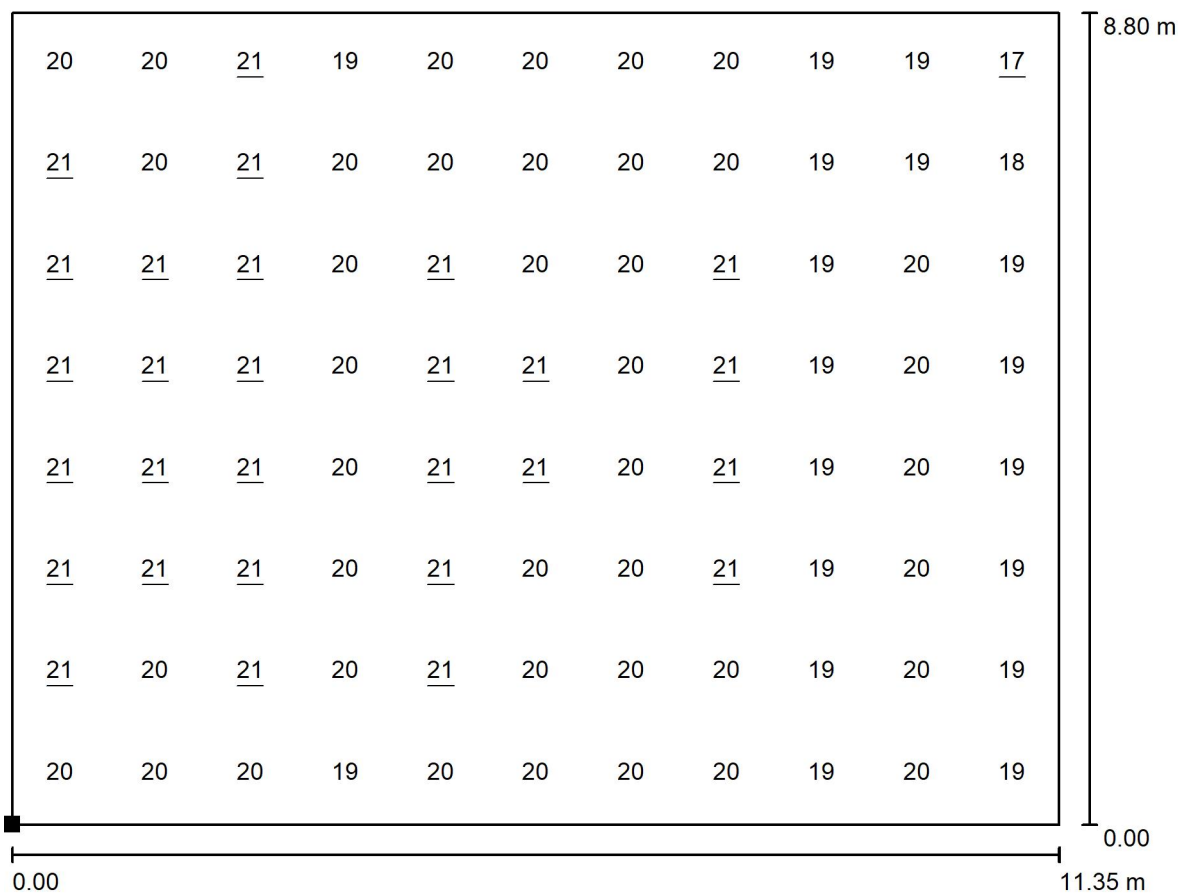 8.80 m
20 20 21 19 20 20 20 20 19 19 17
21 20 21 20 20 20 20 20 19 19 18
21 21 21 20 21 20 20 21 19 20 19
21 21 21 20 21 21 20 21 19 20 19
21 21 21 20 21 21 20 21 19 20 19
21 21 21 20 21 20 20 21 19 20 19
21 20 21 20 21 20 20 20 19 20 19
20 20 20 19 20 20 20 20 19 20 19
0.00
0.00 11.35 m